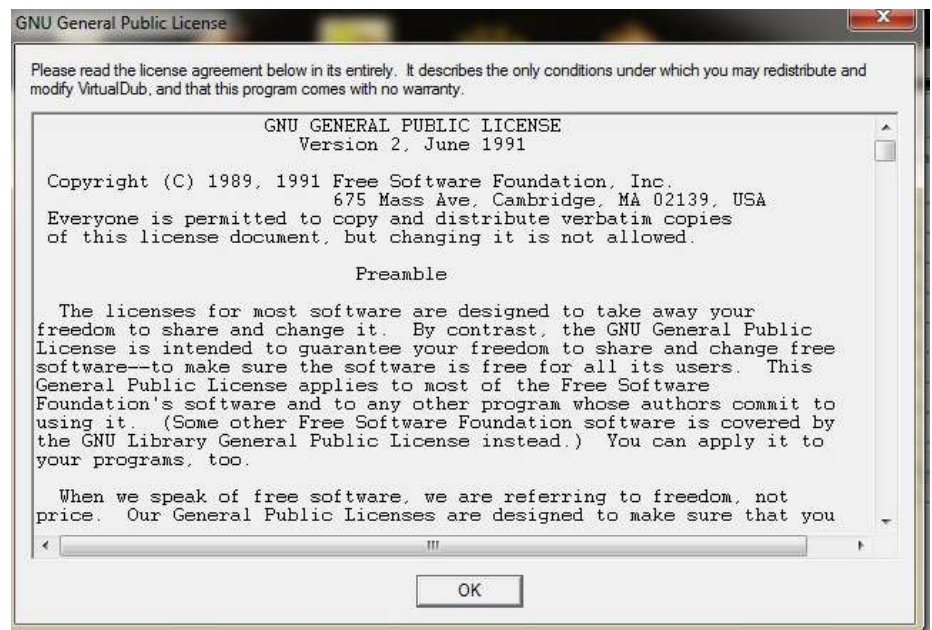 GNU General Public License
Please read the license agreement below in its entirely. It describes the only conditions under which you may redistribute and
modify VirtualDub, and that this program comes with no warranty.
GNU GENERAL PUBLIC LICENSE
Version 2, June 1991
Copyright (C) 1989, 1991 Free Software Foundation, Inc.
675 Mass Ave, Cambridge, MA 02139, USA
Everyone is permitted to copy and distribute verbatim copies
of this license document, but changing it is not allowed.
Preamble
The licenses for most software are designed to take away your
freedom to share and change it. By contrast, the GNU General Public
License is intended to guarantee your freedom to share and change free
software--to make sure the software is free for all its users. This
General Public License applies to most of the Free Software
Foundation's software and to any other program whose authors commit to
using it. (Some other Free Software Foundation software is covered by
the GNU Library General Public License instead.) You can apply it to
your programs, too.
When we speak of free software, we are referring to freedom, not
price. Our General Public Licenses are designed to make sure that you
OK